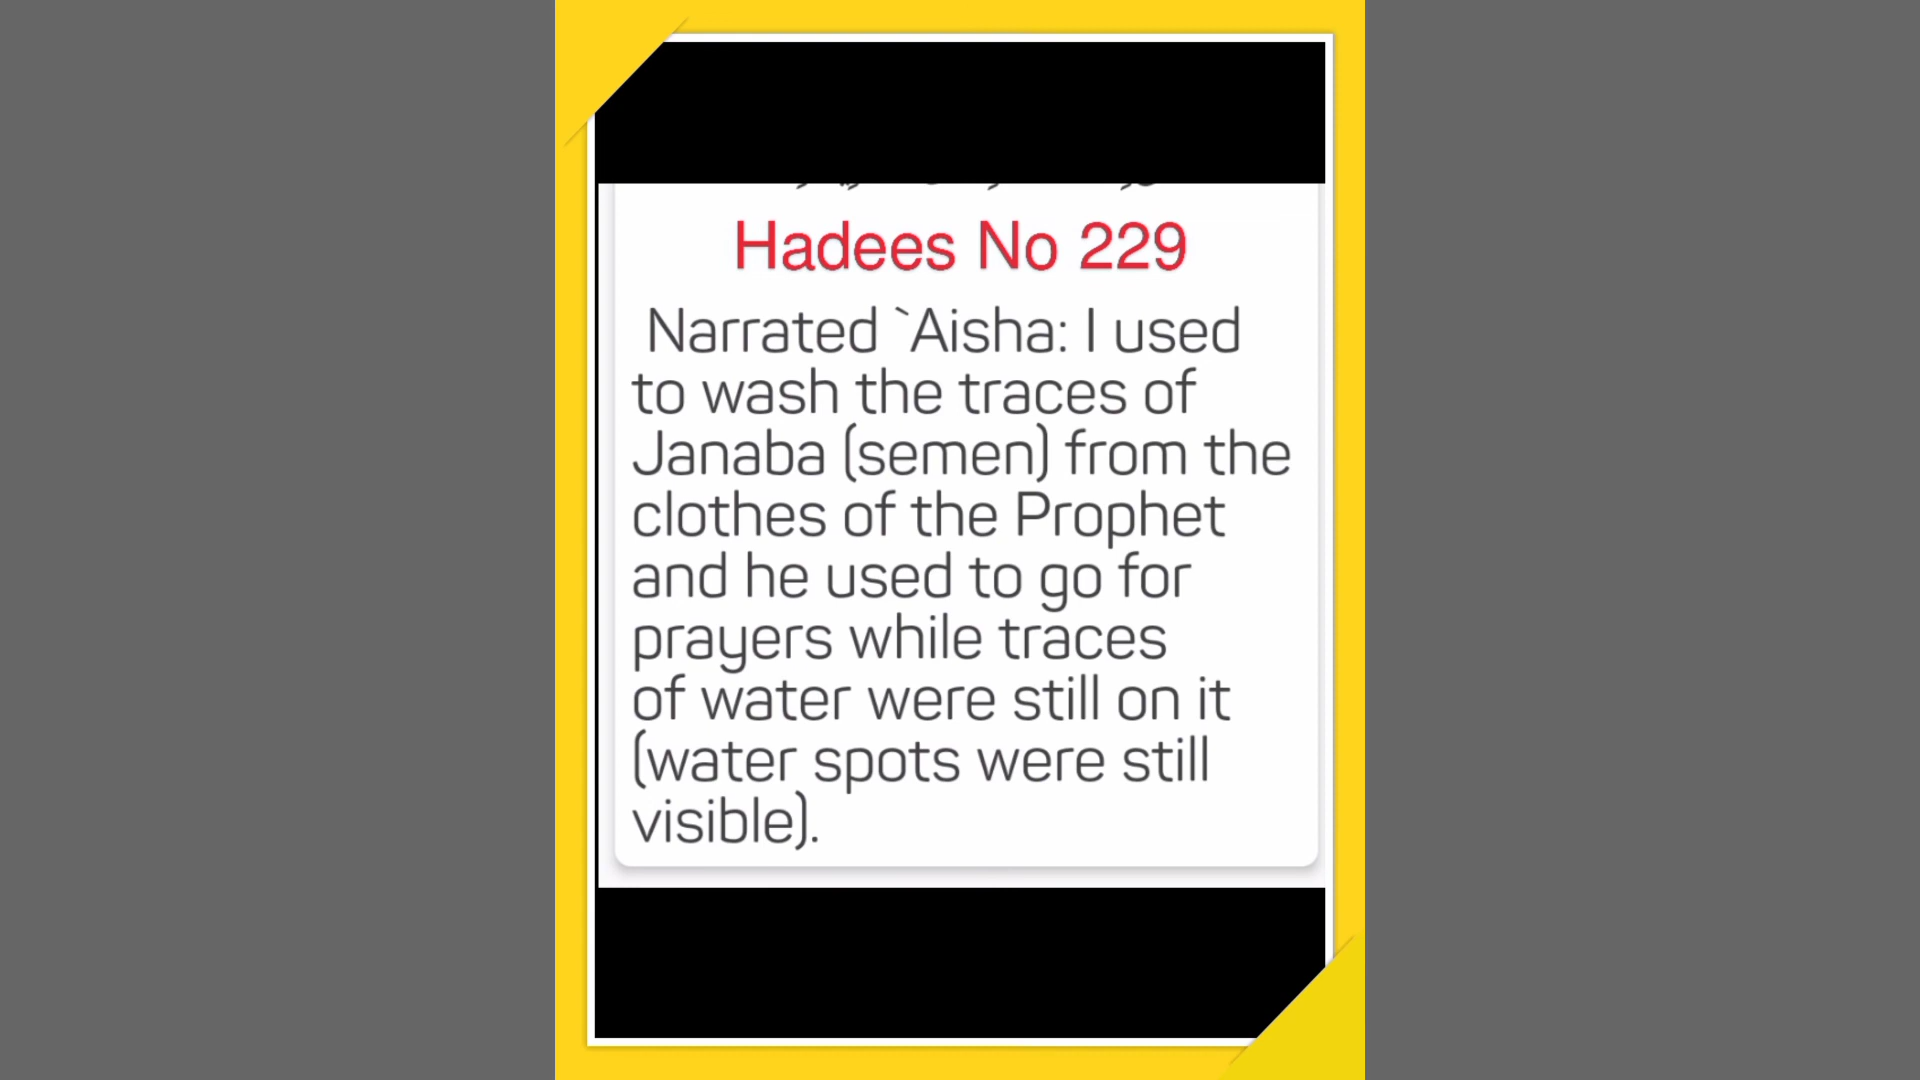 Hadees No 229
Narrated `Aisha: I used
to wash the traces of
Janaba (semen) from the
clothes of the Prophet
and he used to go for
prayers while traces
of water were still on it
(water spots were still
visible).